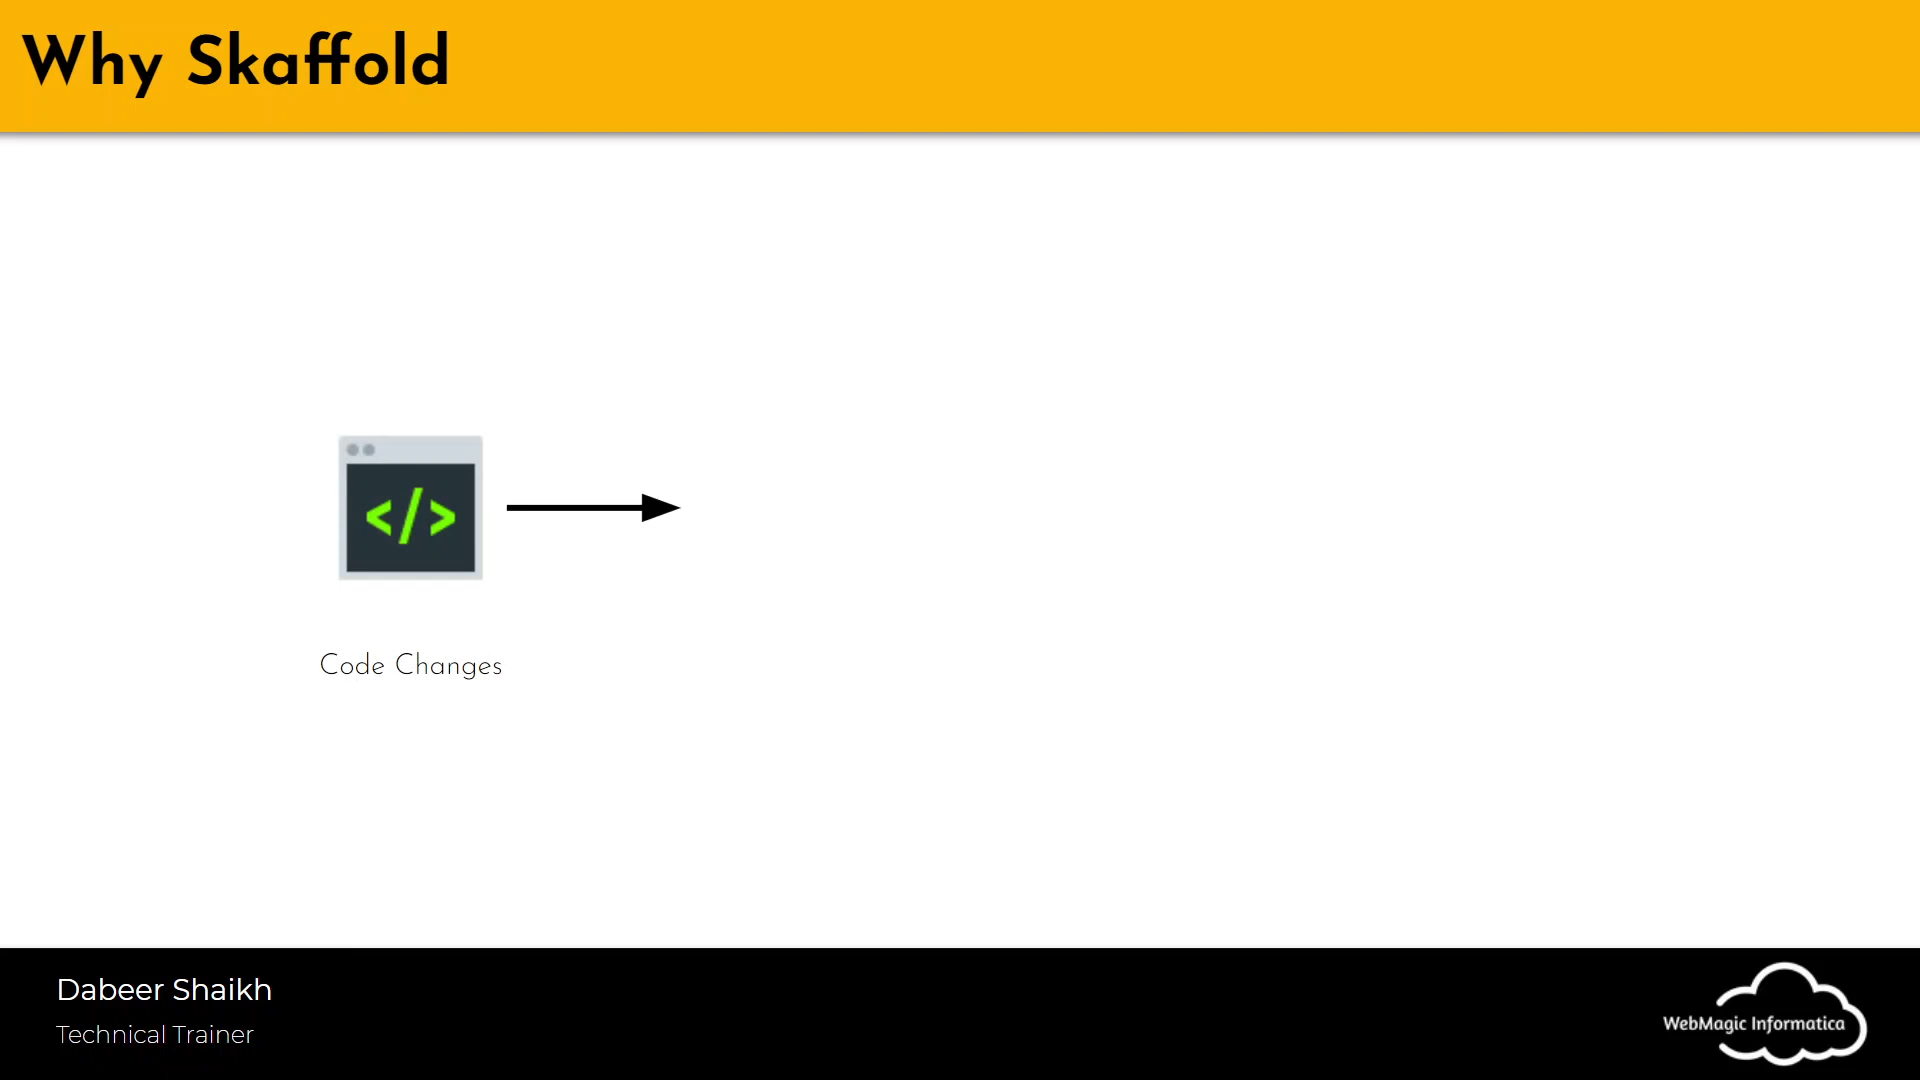 Why Skaffold
</>
Code Changes
Dabeer Shaikh
Technical Trainer
WebMagic Informatica